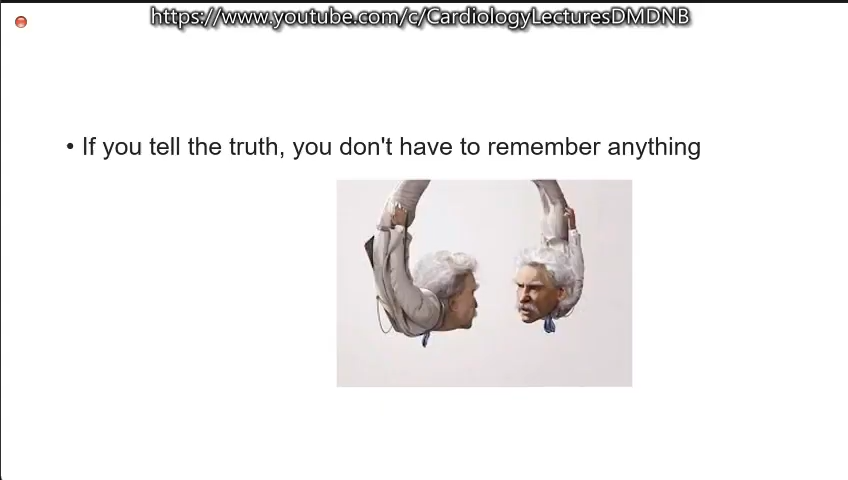 https://www.youtube.com/c/CardiologyLecturesDMDNB
• If you tell the truth, you don't have to remember anything